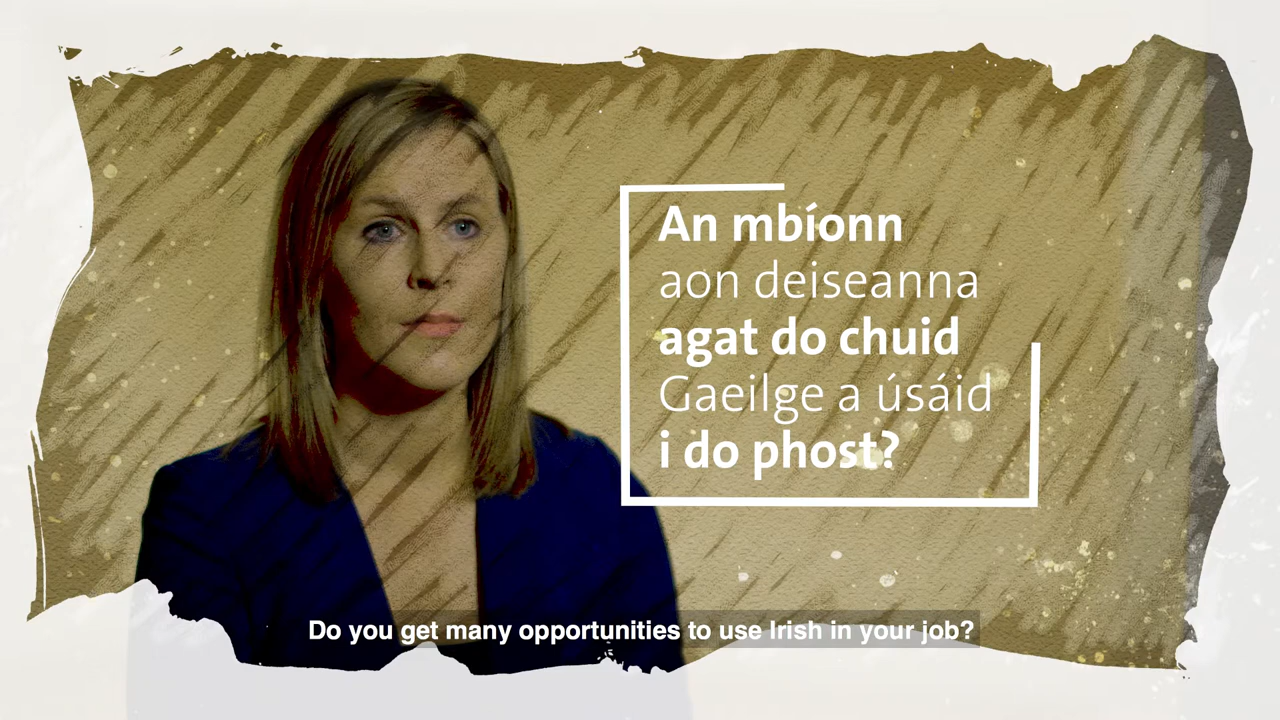 An mbíonn
aon deiseanna
agat do chuid
Gaeilge a úsáid
i do phost?
Do you get many opportunities to use Irish in your job?